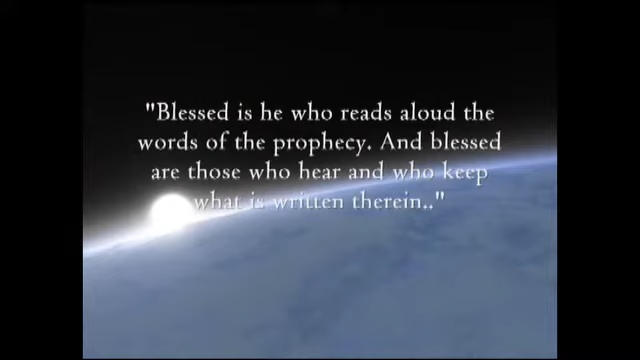 "Blessed is he who reads aloud the
words of the prophecy. And blessed
are those who hear and who keep
what is written therein.."